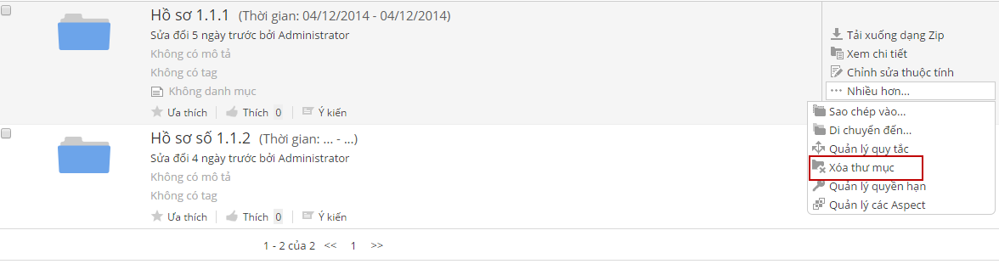 Hồ sơ 1.1.1 (Thời gian: 04/12/2014 - 04/12/2014)
Sửa đổi 5 ngày trước bởi Administrator
Không có mô tả
Không có tag
Không danh mục
Ưa thích Thích 0 Ý kiến
Tải xuống dạng Zip
Xem chi tiết
Chỉnh sửa thuộc tính
Nhiều hơn...
Sao chép vào...
Di chuyển đến...
Quản lý quy tắc
Xóa thư mục
Quản lý quyền hạn
Quản lý các Aspect
Hồ sơ số 1.1.2 (Thời gian: ... - ...)
Sửa đổi 4 ngày trước bởi Administrator
Không có mô tả
Không có tag
Ưa thích Thích 0 Ý kiến
1 - 2 của 2 << 1 >>